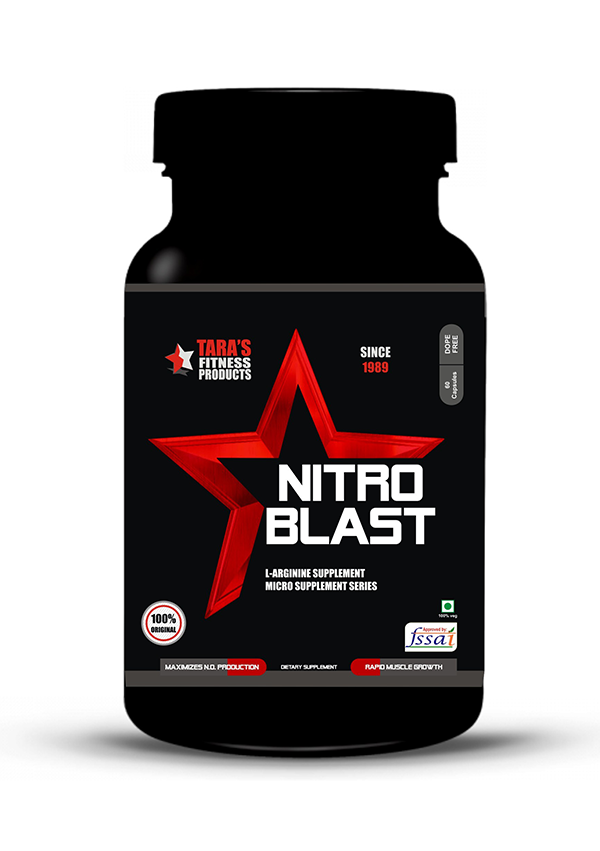 TARA'S
FITNESS
PRODUCTS
SINCE
1989
DOPE
FREE
60
Capsules
NITRO
BLAST
L-ARGININE SUPPLEMENT
MICRO SUPPLEMENT SERIES
100%
ORIGINAL
100% veg
Approved by:
fssai
MAXIMIZES N.O. PRODUCTION
DIETARY SUPPLEMENT
RAPID MUSCLE GROWTH